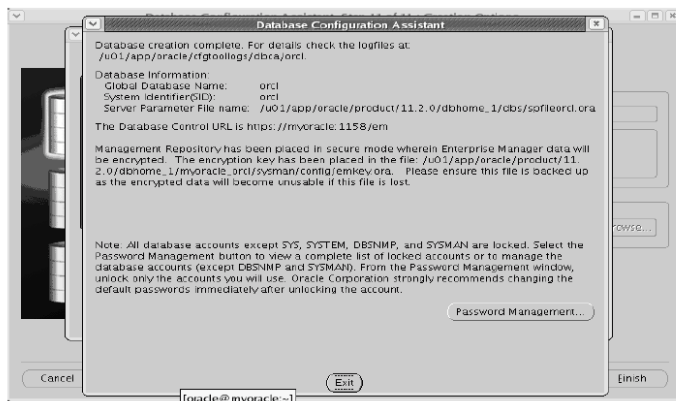 Database Configuration Assistant
Database creation complete. For details check the logfiles at:
/u01/app/oracle/cfgtoollogs/dbca/orcl.
Database Information:
Global Database Name: orcl
System Identifier(SID): orcl
Server Parameter File name: /u01/app/oracle/product/11.2.0/dbhome_1/dbs/spfileorcl.ora
The Database Control URL is https://myoracle:1158/em
Management Repository has been placed in secure mode wherein Enterprise Manager data will
be encrypted. The encryption key has been placed in the file: /u01/app/oracle/product/11.
2.0/dbhome_1/myoracle_orcl/sysman/config/emkey.ora. Please ensure this file is backed up
as the encrypted data will become unusable if this file is lost.
Note: All database accounts except SYS, SYSTEM, DBSNMP, and SYSMAN are locked. Select the
Password Management button to view a complete list of locked accounts or to manage the
database accounts (except DBSNMP and SYSMAN). From the Password Management window,
unlock only the accounts you will use. Oracle Corporation strongly recommends changing the
default passwords immediately after unlocking the account.
Password Management...
rowse...
Cancel
Exit
Finish
[oracle@myoracle:~]